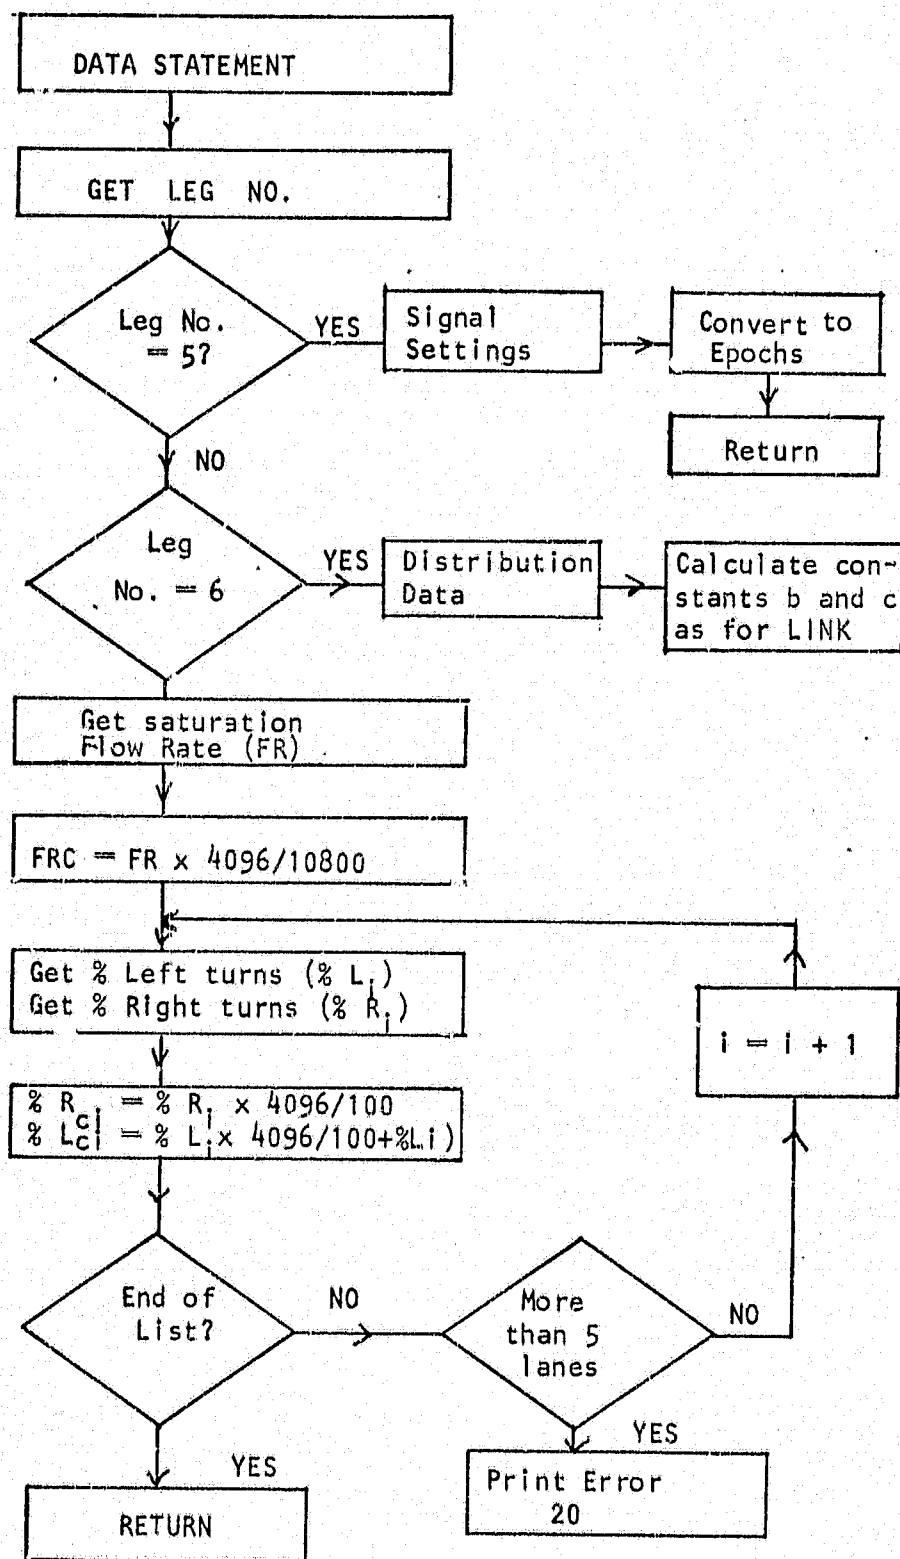 DATA STATEMENT
GET LEG NO.
Leg No.
= 5?
YES
Signal
Settings
Convert to
Epochs
Return
NO
Leg
No. = 6
YES
Distribution
Data
Calculate con-
stants b and c
as for LINK
Get saturation
Flow Rate (FR)
FRC = FR x 4096/10800
Get % Left turns (% Li)
Get % Right turns (% Ri)
i = i + 1
% Rci = % Ri x 4096/100
% Lci = % Li x 4096/100+%Li)
End of
List?
NO
More
than 5
lanes
NO
YES
Print Error
20
YES
RETURN